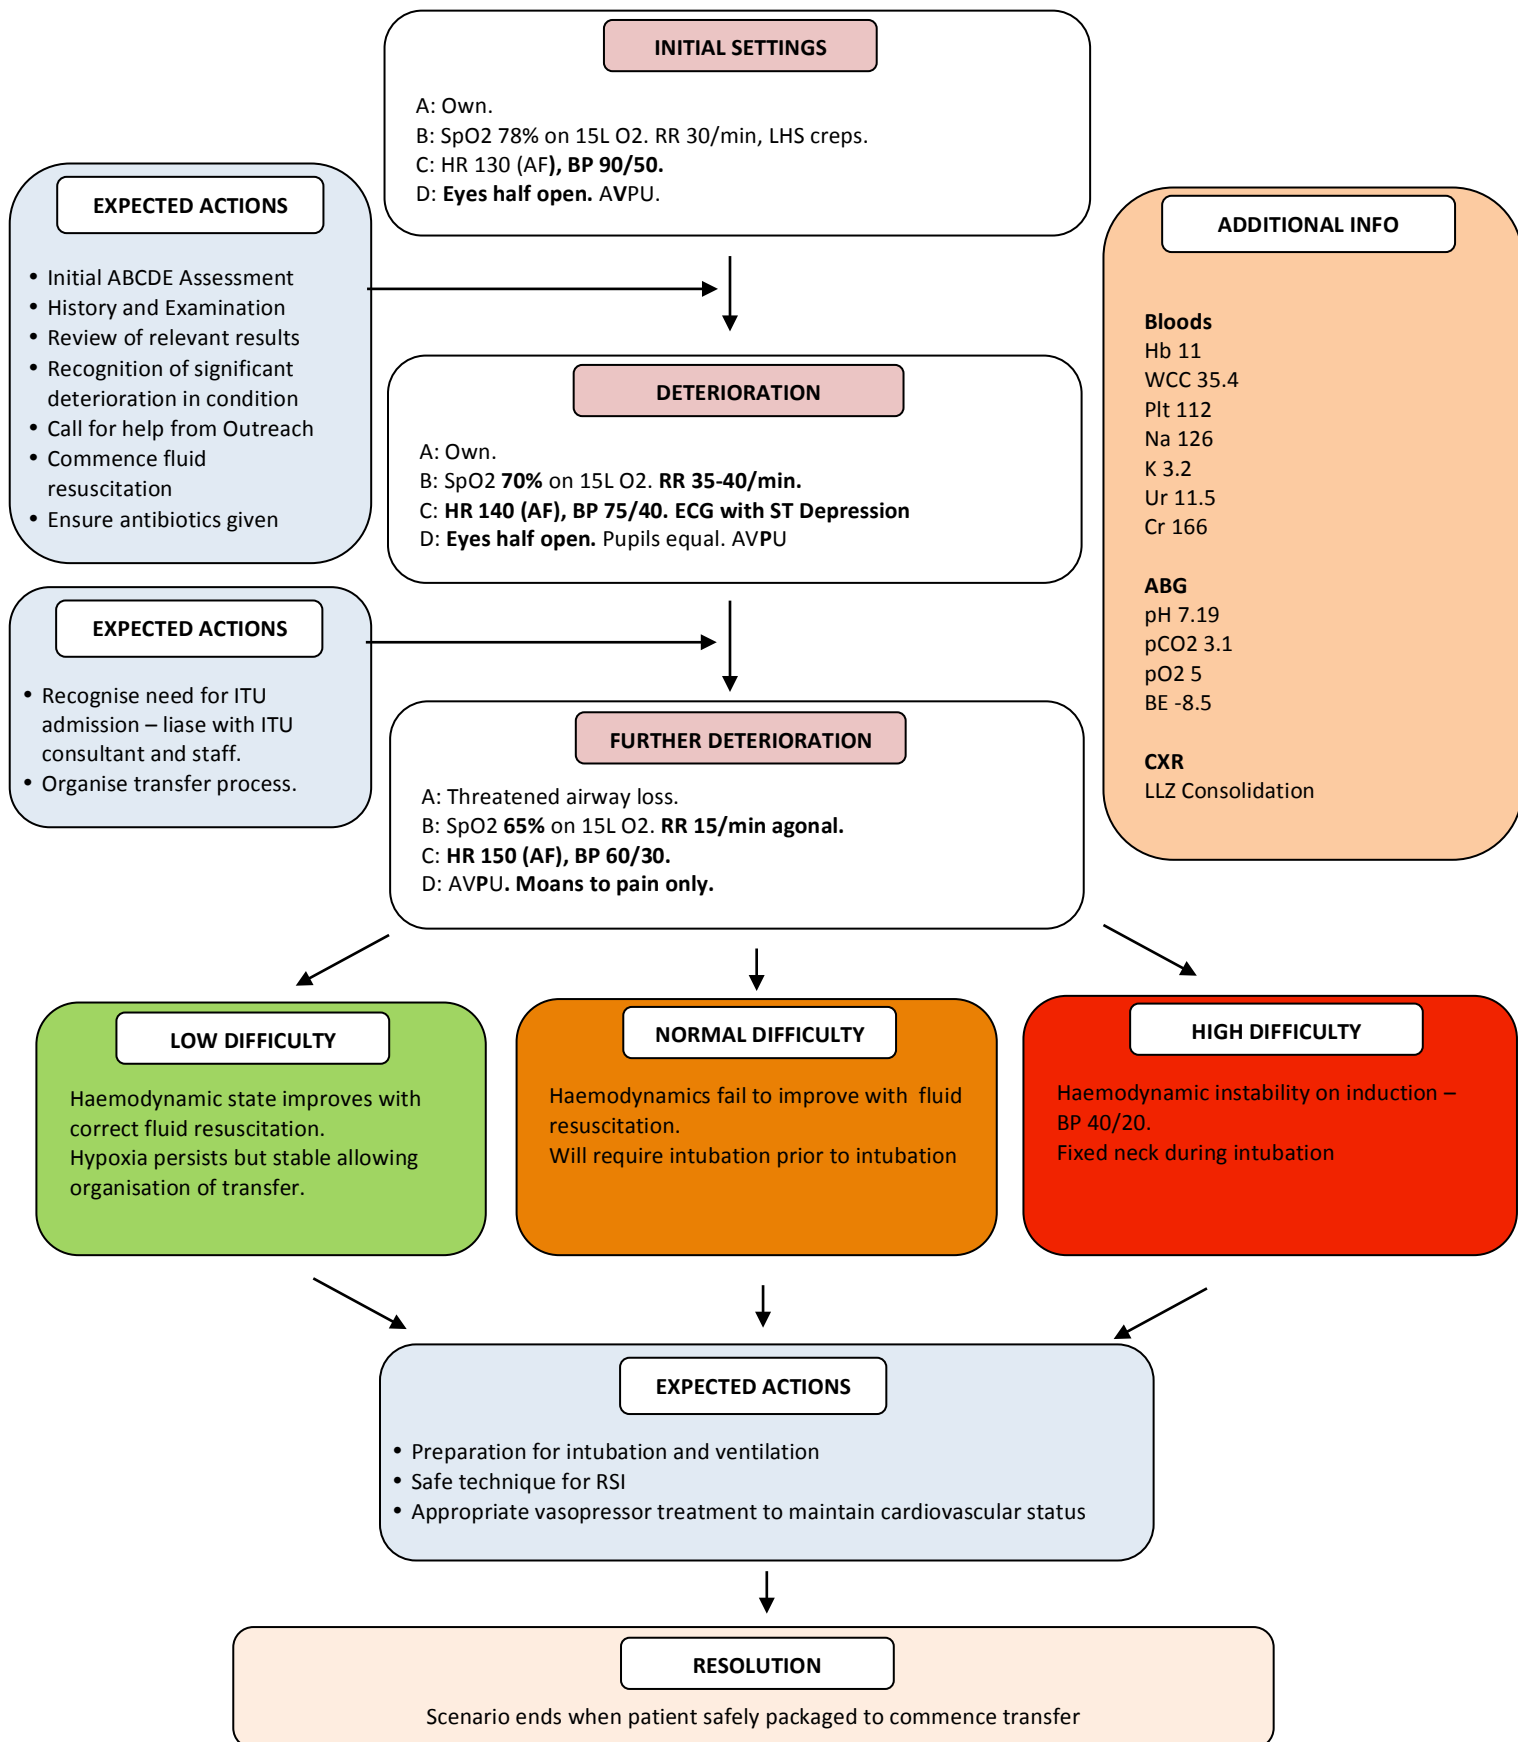 INITIAL SETTINGS
A: Own.
B: SpO2 78% on 15L O2. RR 30/min, LHS creps.
C: HR 130 (AF), BP 90/50.
D: Eyes half open. AVPU.
EXPECTED ACTIONS
• Initial ABCDE Assessment
• History and Examination
• Review of relevant results
• Recognition of significant
deterioration in condition
• Call for help from Outreach
• Commence fluid
resuscitation
• Ensure antibiotics given
ADDITIONAL INFO
Bloods
Hb 11
WCC 35.4
Plt 112
Na 126
K 3.2
Ur 11.5
Cr 166
ABG
pH 7.19
pCO2 3.1
pO2 5
BE -8.5
CXR
LLZ Consolidation
DETERIORATION
A: Own.
B: SpO2 70% on 15L O2. RR 35-40/min.
C: HR 140 (AF), BP 75/40. ECG with ST Depression
D: Eyes half open. Pupils equal. AVPU
EXPECTED ACTIONS
• Recognise need for ITU
admission – liase with ITU
consultant and staff.
• Organise transfer process.
FURTHER DETERIORATION
A: Threatened airway loss.
B: SpO2 65% on 15L O2. RR 15/min agonal.
C: HR 150 (AF), BP 60/30.
D: AVPU. Moans to pain only.
LOW DIFFICULTY
Haemodynamic state improves with
correct fluid resuscitation.
Hypoxia persists but stable allowing
organisation of transfer.
NORMAL DIFFICULTY
Haemodynamics fail to improve with fluid
resuscitation.
Will require intubation prior to intubation
HIGH DIFFICULTY
Haemodynamic instability on induction –
BP 40/20.
Fixed neck during intubation
EXPECTED ACTIONS
• Preparation for intubation and ventilation
• Safe technique for RSI
• Appropriate vasopressor treatment to maintain cardiovascular status
RESOLUTION
Scenario ends when patient safely packaged to commence transfer